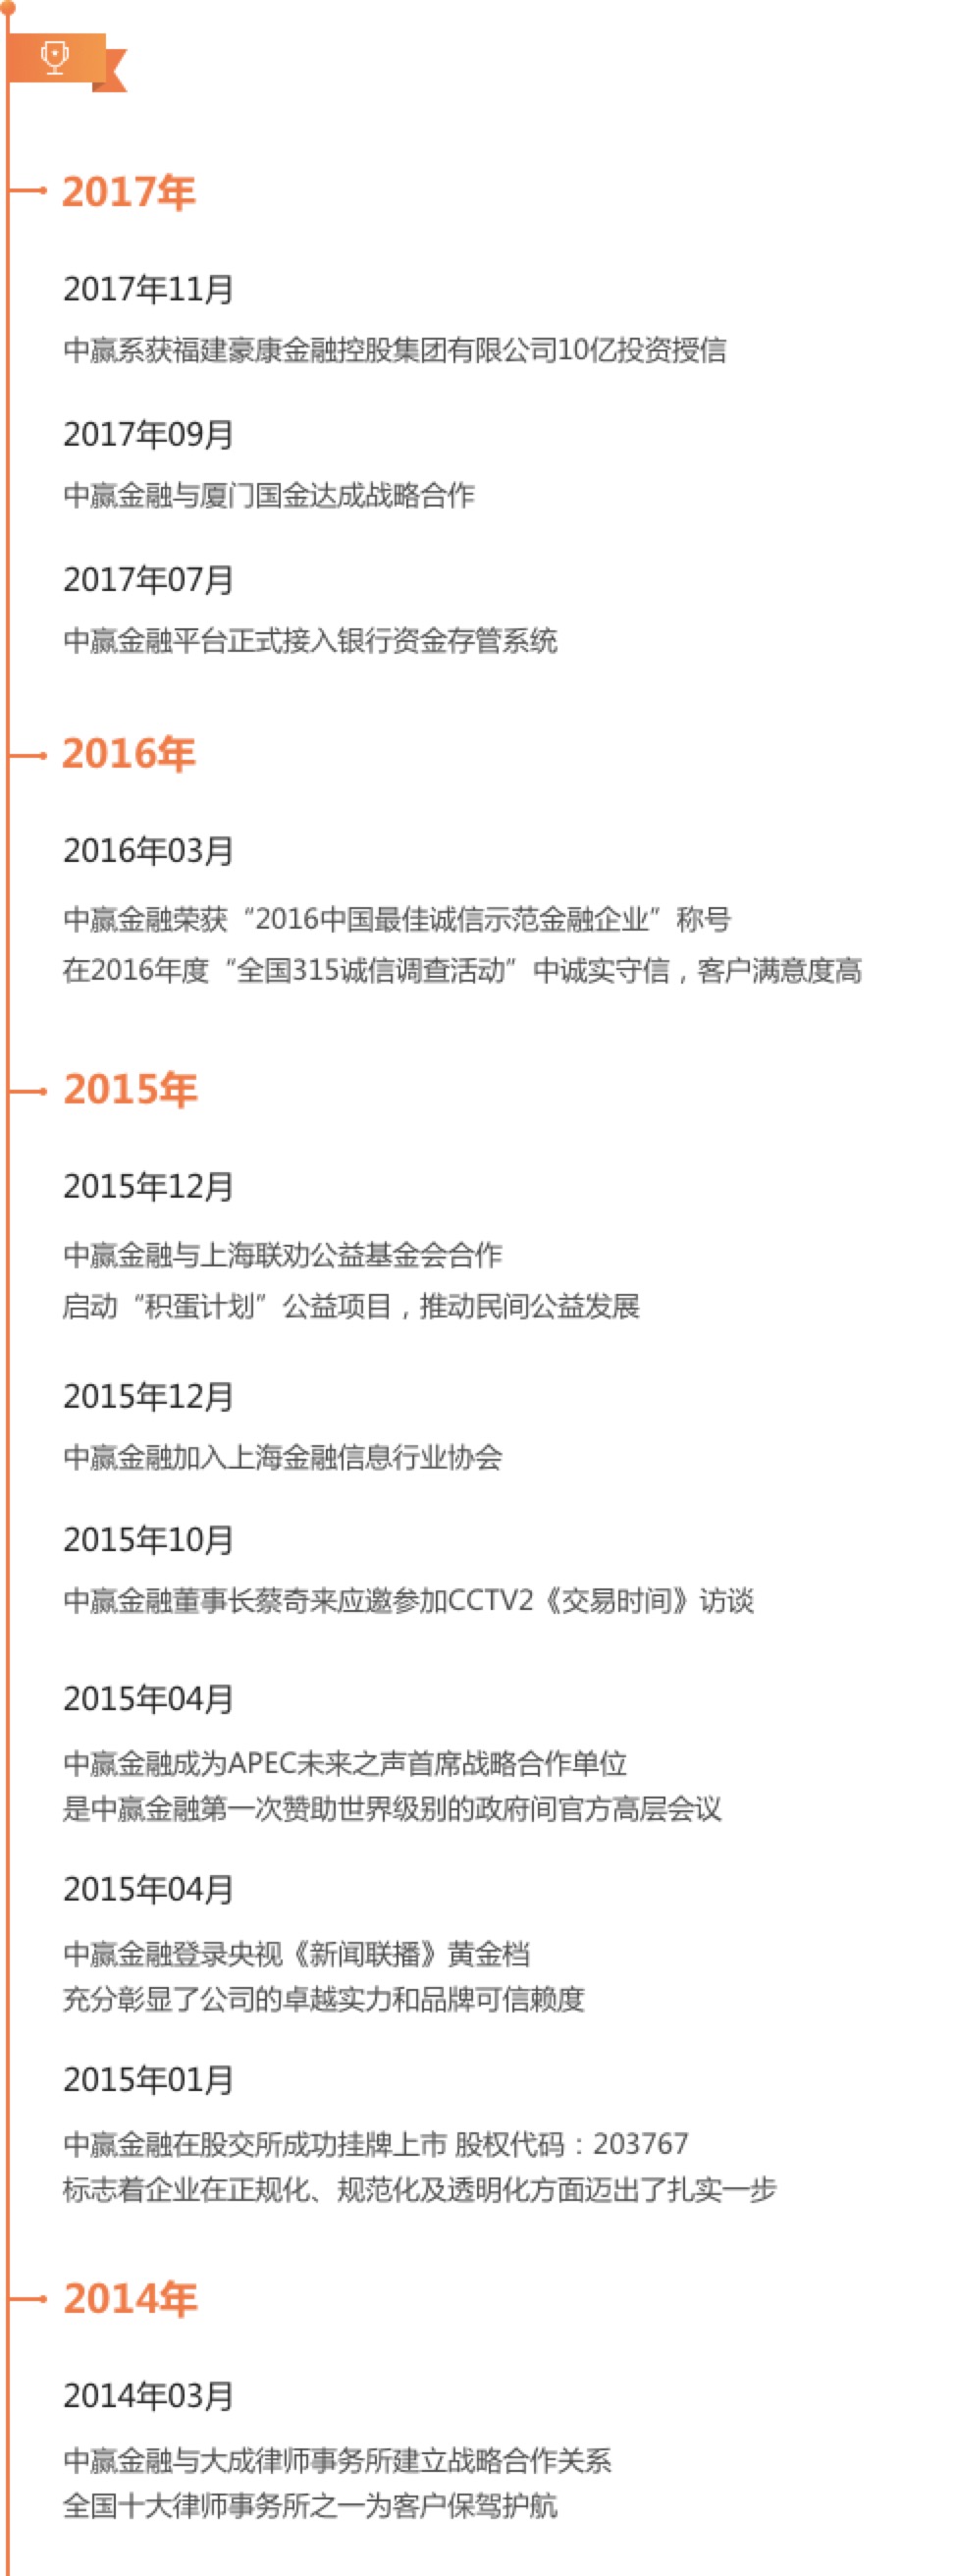 2017年
2017年11月
中赢系获福建豪康金融控股集团有限公司10亿投资授信
2017年09月
中赢金融与厦门国金达成战略合作
2017年07月
中赢金融平台正式接入银行资金存管系统
2016年
2016年03月
中赢金融荣获“2016中国最佳诚信示范金融企业”称号
在2016年度“全国315诚信调查活动”中诚实守信，客户满意度高
2015年
2015年12月
中赢金融与上海联劝公益基金会合作
启动“积蛋计划”公益项目，推动民间公益发展
2015年12月
中赢金融加入上海金融信息行业协会
2015年10月
中赢金融董事长蔡奇来应邀参加CCTV2《交易时间》访谈
2015年04月
中赢金融成为APEC未来之声首席战略合作单位
是中赢金融第一次赞助世界级别的政府间官方高层会议
2015年04月
中赢金融登录央视《新闻联播》黄金档
充分彰显了公司的卓越实力和品牌可信赖度
2015年01月
中赢金融在股交所成功挂牌上市 股权代码：203767
标志着企业在正规化、规范化及透明化方面迈出了扎实一步
2014年
2014年03月
中赢金融与大成律师事务所建立战略合作关系
全国十大律师事务所之一为客户保驾护航